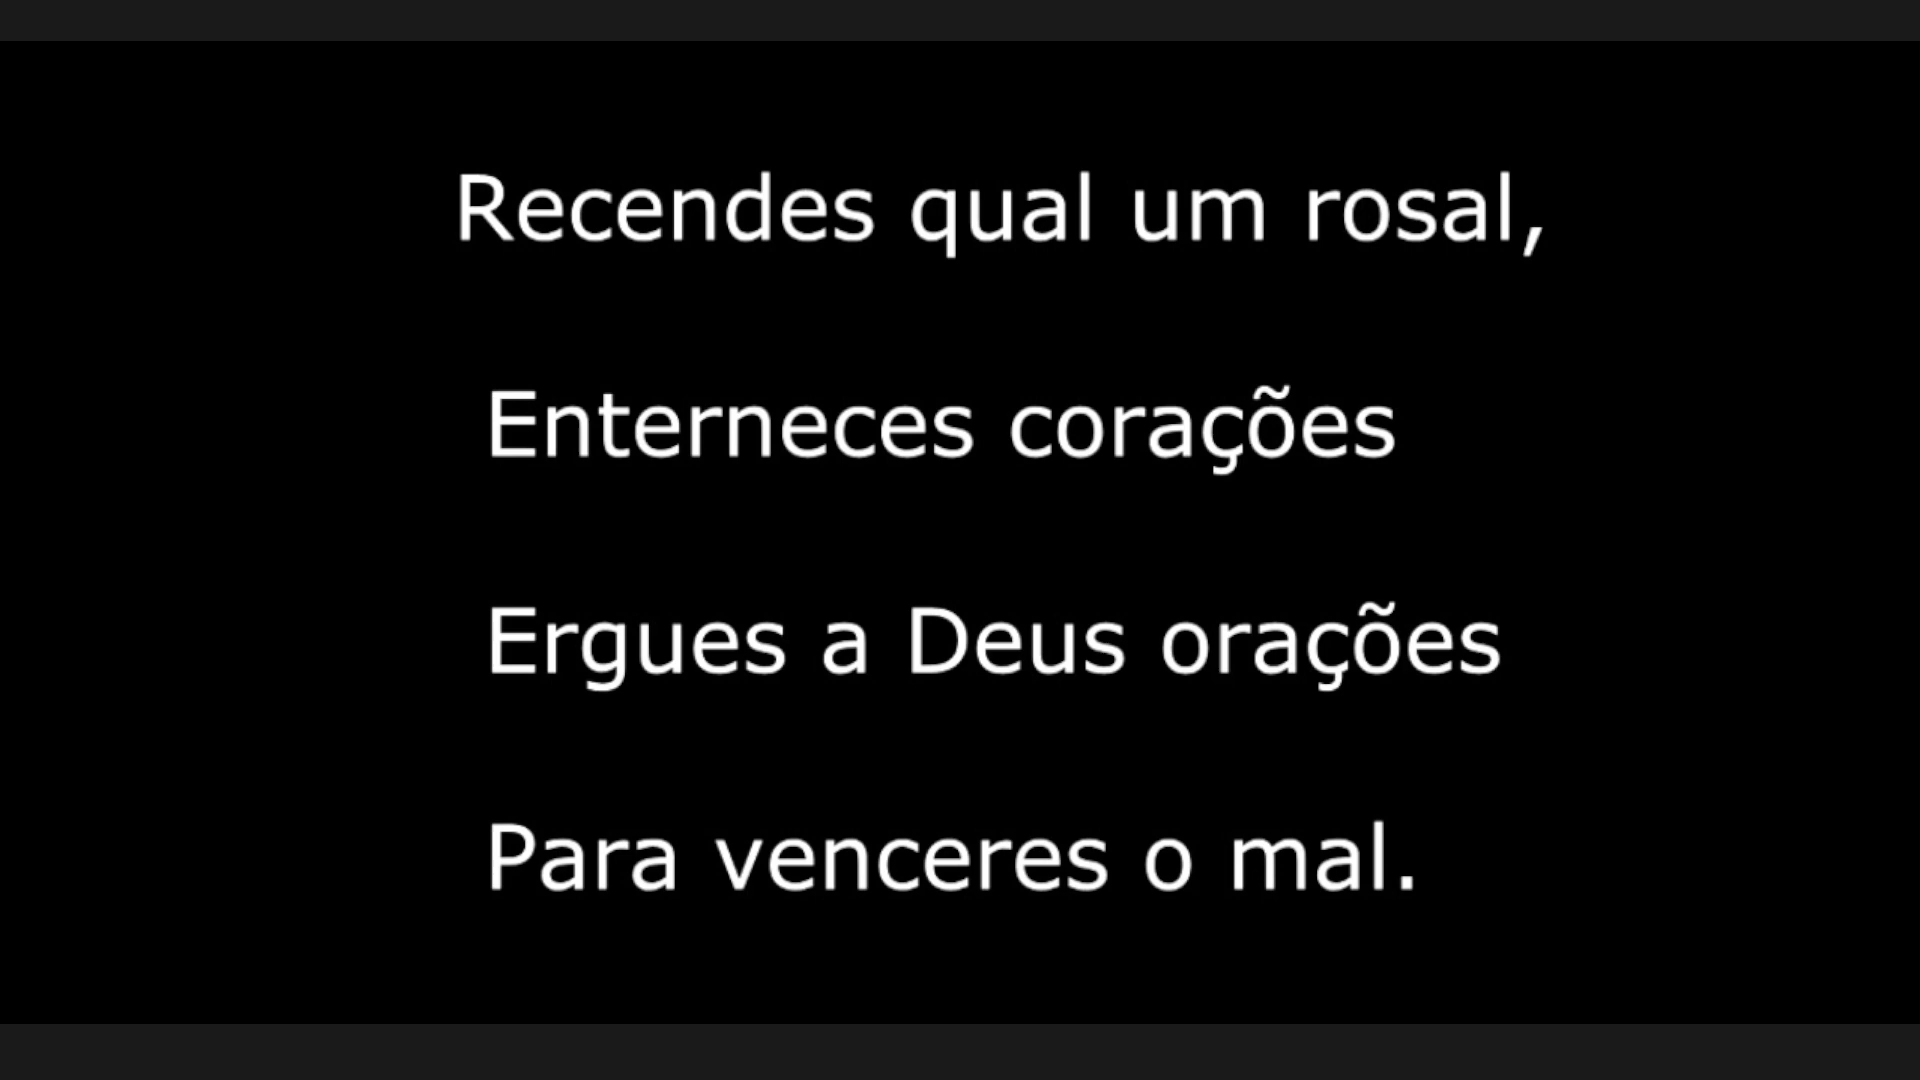 Recendes qual um rosal,
Enterneces corações
Ergues a Deus orações
Para venceres o mal.